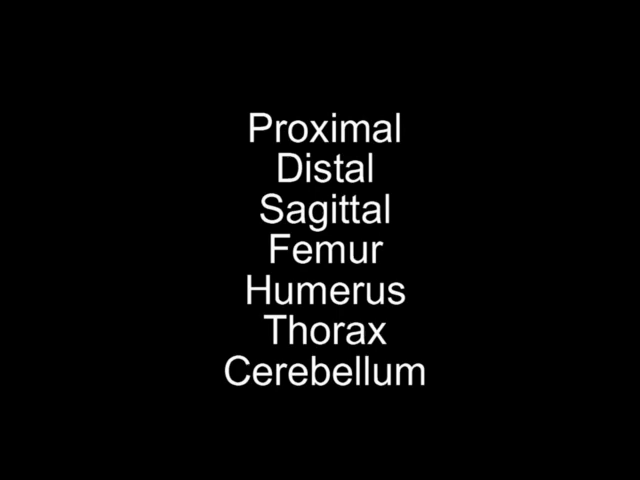 Proximal
Distal
Sagittal
Femur
Humerus
Thorax
Cerebellum